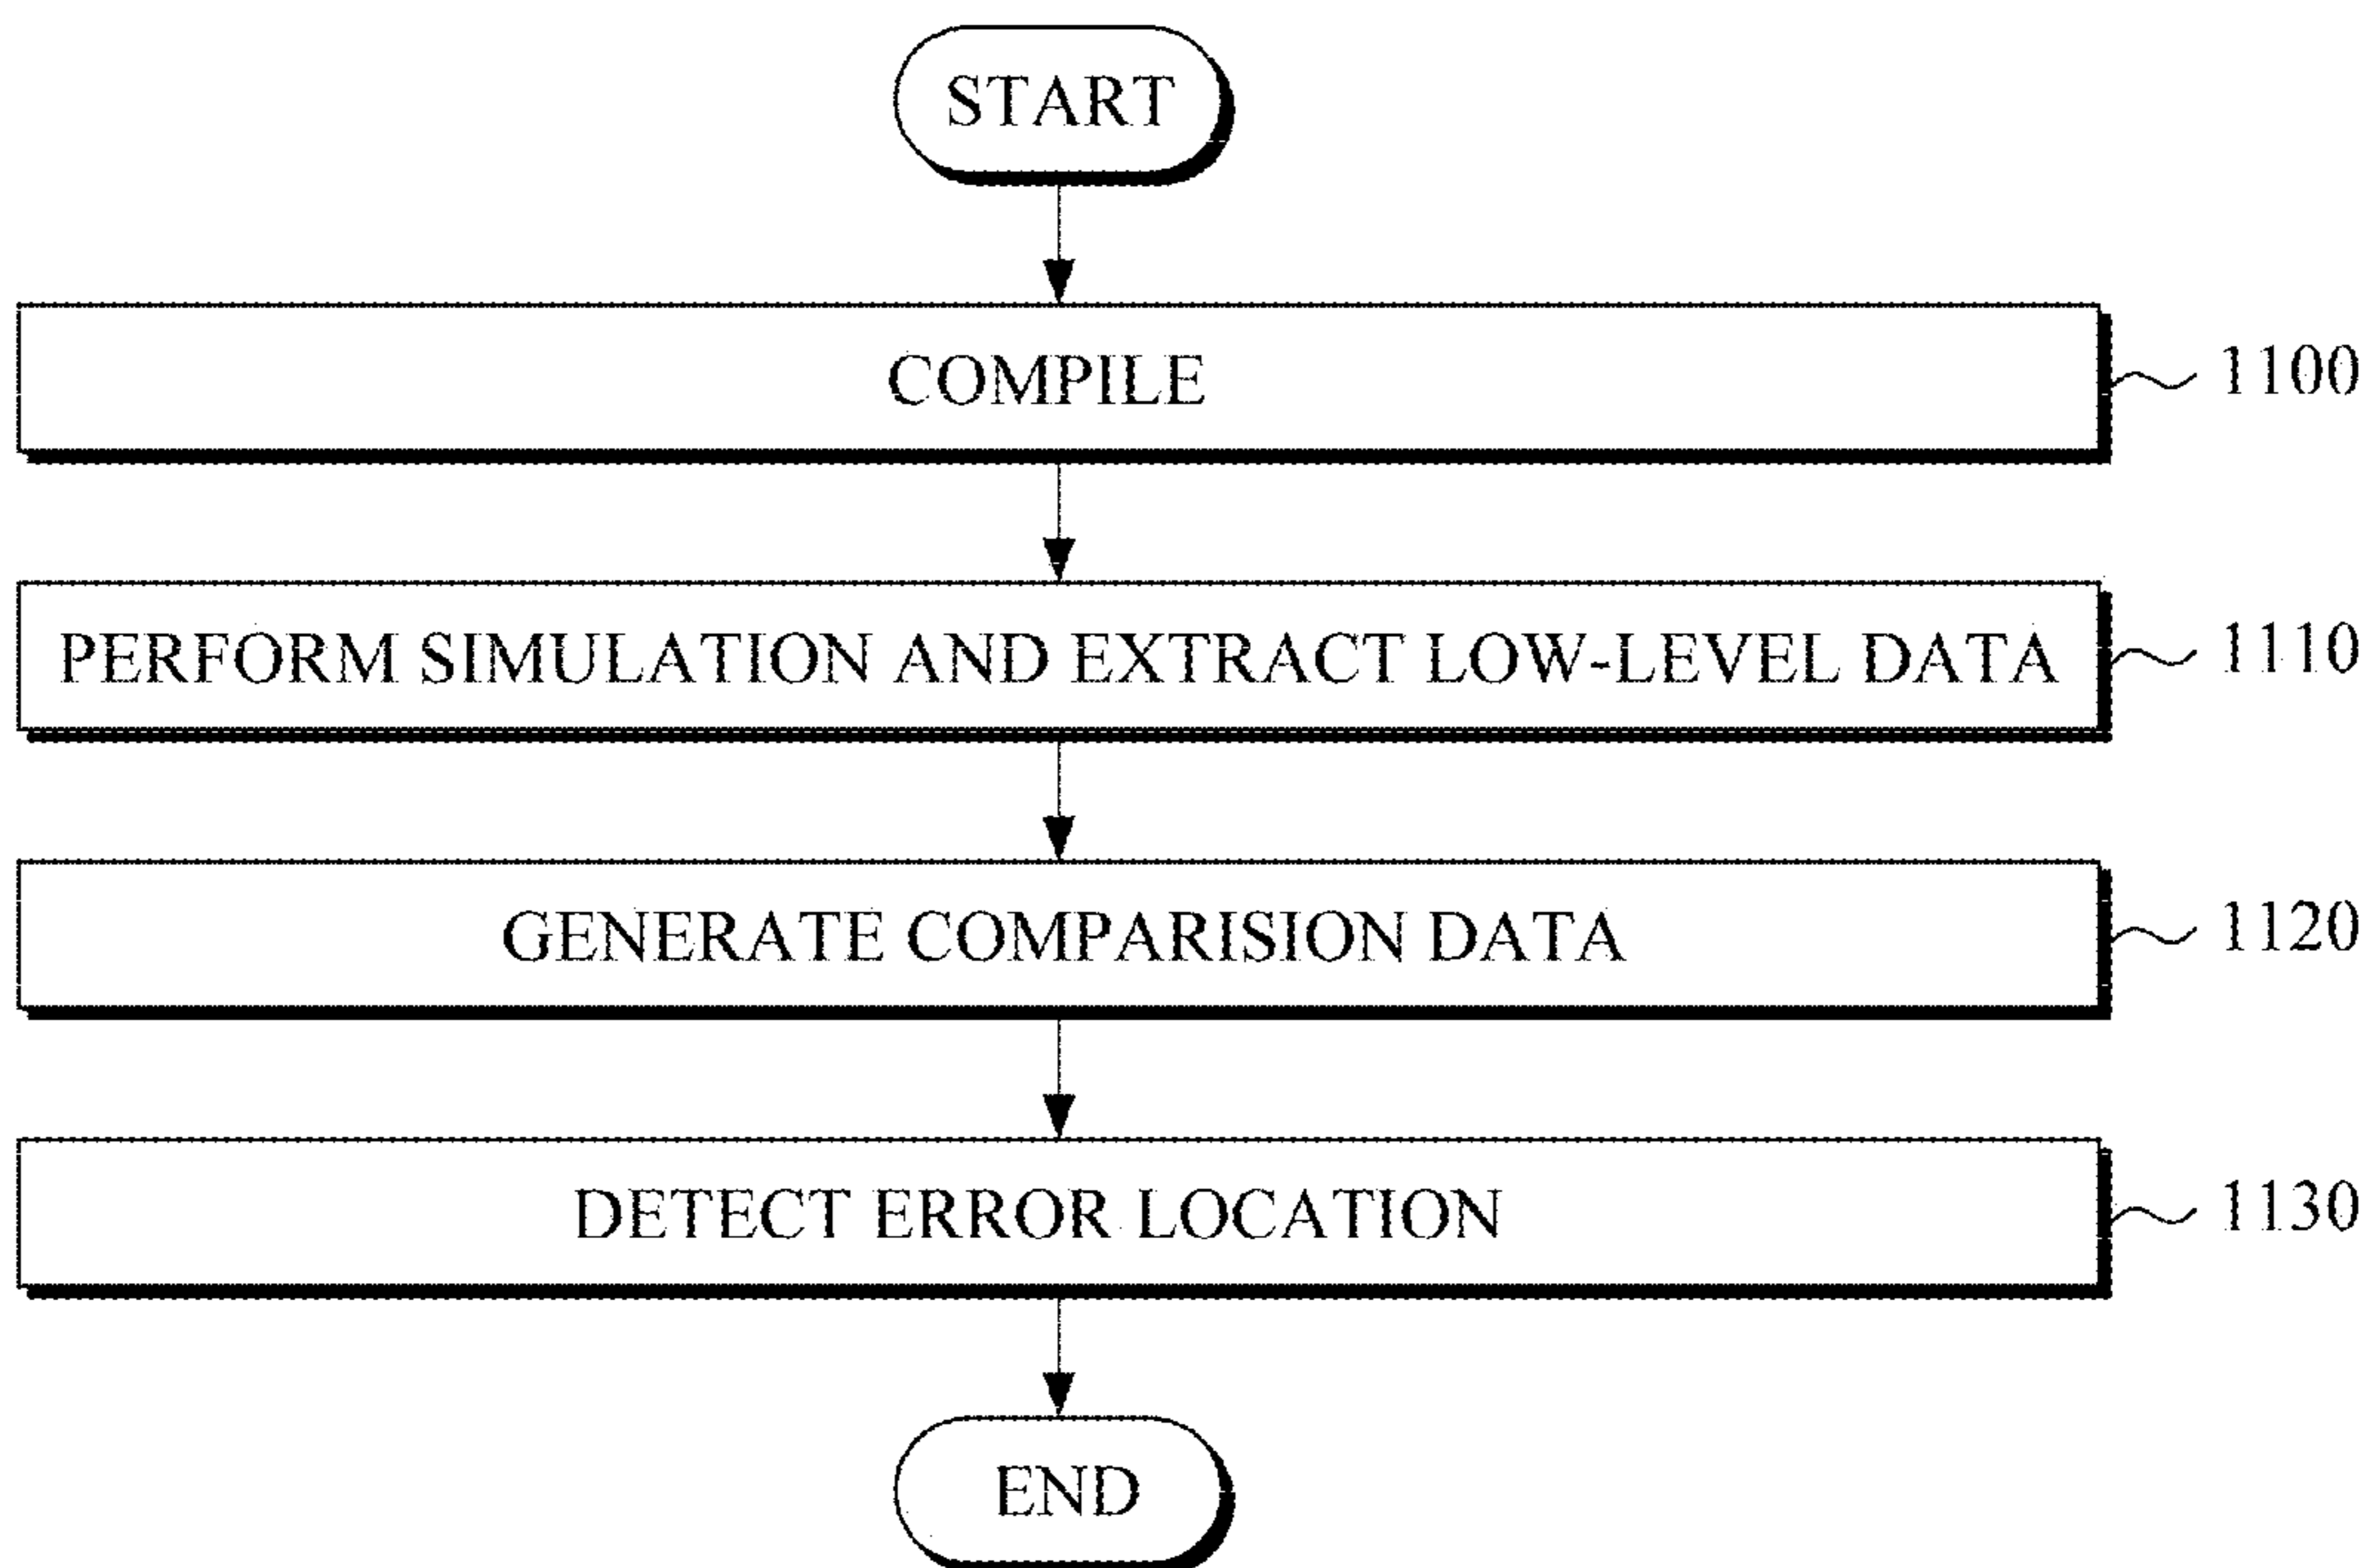 START
COMPILE
1100
PERFORM SIMULATION AND EXTRACT LOW-LEVEL DATA
1110
GENERATE COMPARISION DATA
1120
DETECT ERROR LOCATION
1130
END